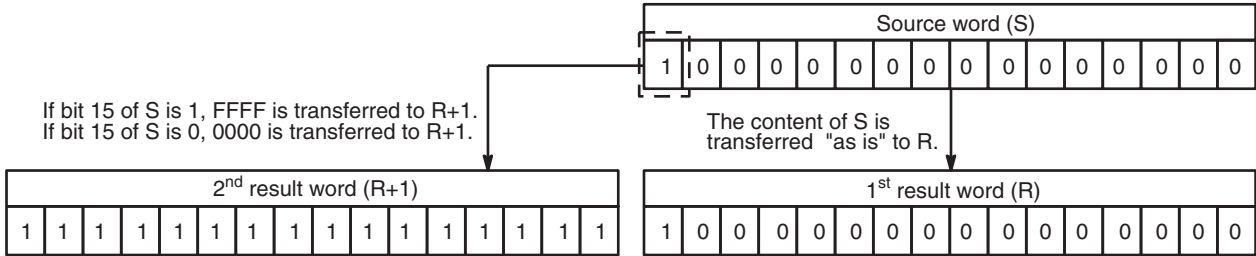 Source word (S)
1 0 0 0 0 0 0 0 0 0 0 0 0 0 0 0
If bit 15 of S is 1, FFFF is transferred to R+1.
If bit 15 of S is 0, 0000 is transferred to R+1.
The content of S is
transferred "as is" to R.
2nd result word (R+1)
1 1 1 1 1 1 1 1 1 1 1 1 1 1 1 1
1st result word (R)
1 0 0 0 0 0 0 0 0 0 0 0 0 0 0 0